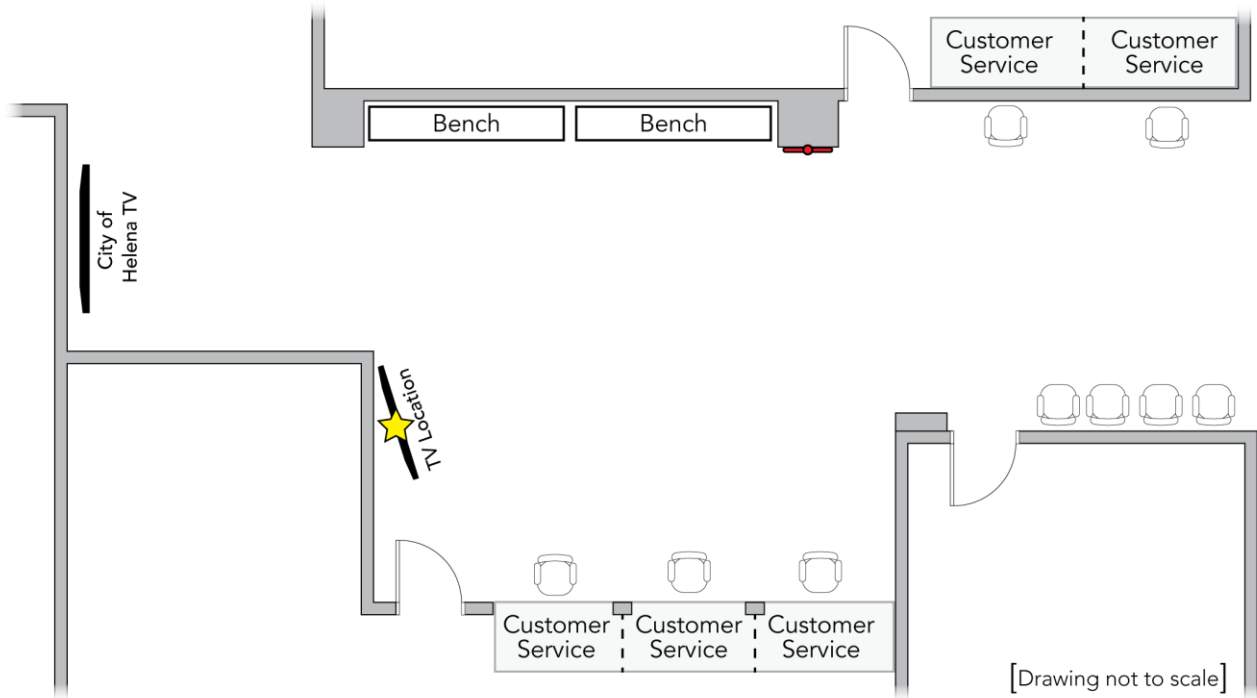 Customer
Service
Customer
Service
Bench
Bench
City of
Helena TV
TV Location
Customer
Service
Customer
Service
Customer
Service
[Drawing not to scale]